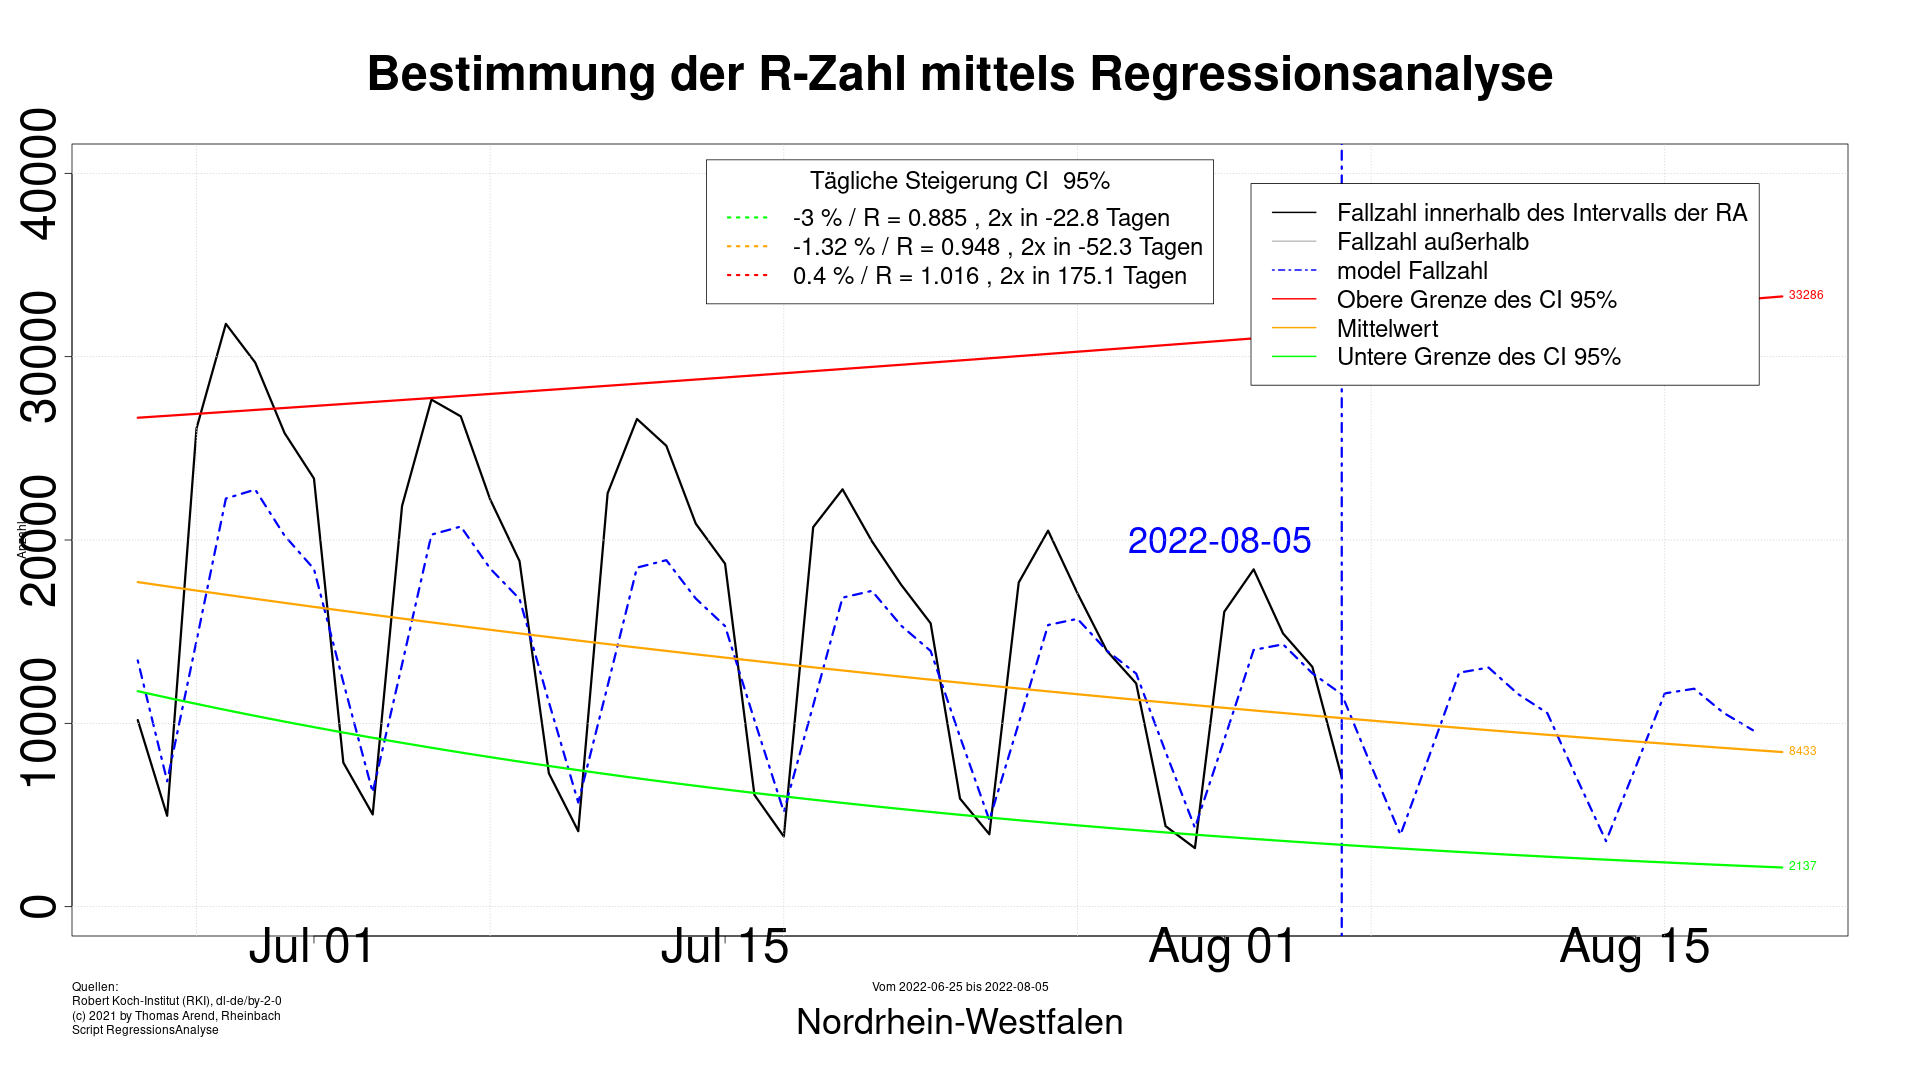 Bestimmung der R-Zahl mittels Regressionsanalyse
Anzahl
40000
30000
20000
10000
0
Tägliche Steigerung CI 95%
-3 % / R = 0.885 , 2x in -22.8 Tagen
-1.32 % / R = 0.948 , 2x in -52.3 Tagen
0.4 % / R = 1.016 , 2x in 175.1 Tagen
Fallzahl innerhalb des Intervalls der RA
Fallzahl außerhalb
model Fallzahl
Obere Grenze des CI 95%
Mittelwert
Untere Grenze des CI 95%
33286
2022-08-05
8433
2137
Jul 01
Jul 15
Aug 01
Aug 15
Quellen:
Robert Koch-Institut (RKI), dl-de/by-2-0
(c) 2021 by Thomas Arend, Rheinbach
Script RegressionsAnalyse
Vom 2022-06-25 bis 2022-08-05
Nordrhein-Westfalen